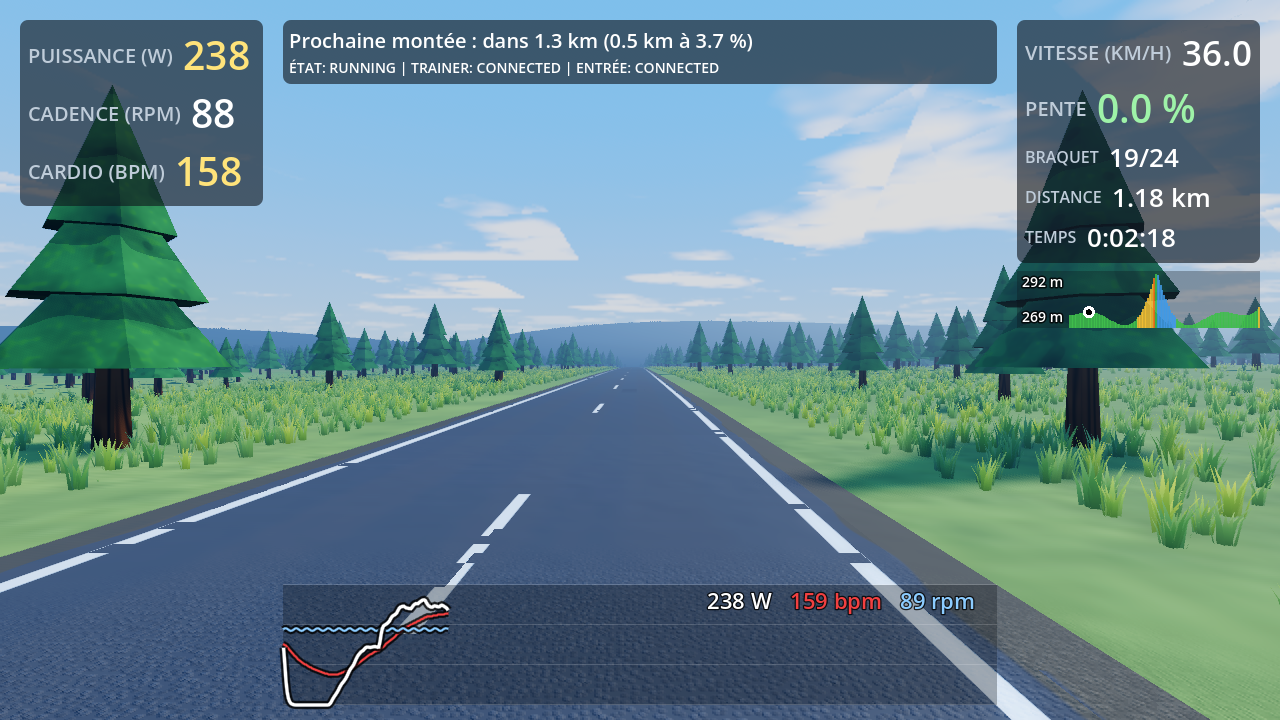 PUISSANCE (W) 238
CADENCE (RPM) 88
CARDIO (BPM) 158
Prochaine montée : dans 1.3 km (0.5 km à 3.7 %)
ÉTAT: RUNNING | TRAINER: CONNECTED | ENTRÉE: CONNECTED
VITESSE (KM/H) 36.0
PENTE 0.0 %
BRAQUET 19/24
DISTANCE 1.18 km
TEMPS 0:02:18
292 m
269 m
238 W 159 bpm 89 rpm